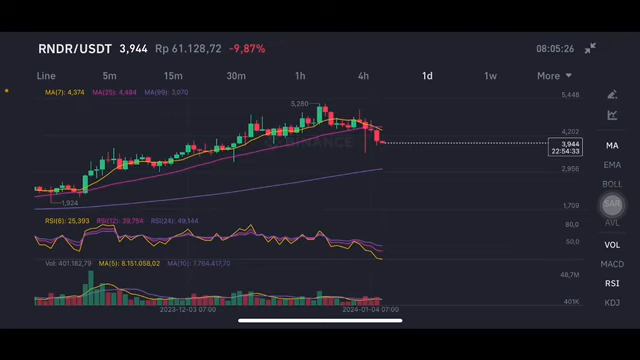 RNDR/USDT 3,944 Rp 61.128,72 -9,87% 08:05:26
Line 5m 15m 30m 1h 4h 1d 1w More
MA(7): 4,374 MA(25): 4,484 MA(99): 3,070
5,448
5,280
4,202
3,944
22:54:33
BINANCE
2,956
1,924
1,709
MA
EMA
BOLL
SAR
AVL
VOL
MACD
RSI
KDJ
RSI(6): 25,393 RSI(12): 39,754 RSI(24): 49,144
80,0
50,0
Vol: 401.182,79 MA(5): 8.151.058,02 MA(10): 7.764.417,70
48,7M
401K
2023-12-03 07:00 2024-01-04 07:00